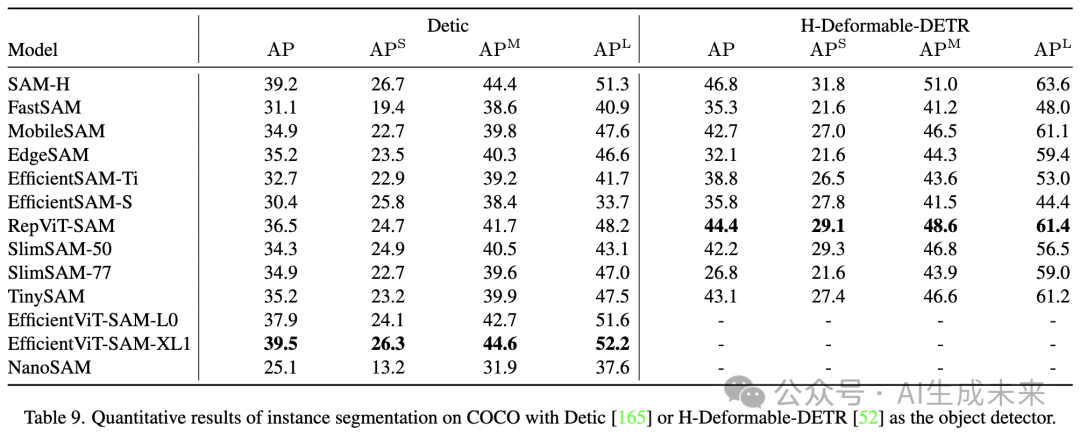 Detic H-Deformable-DETR
Model AP AP^S AP^M AP^L AP AP^S AP^M AP^L
SAM-H 39.2 26.7 44.4 51.3 46.8 31.8 51.0 63.6
FastSAM 31.1 19.4 38.6 40.9 35.3 21.6 41.2 48.0
MobileSAM 34.9 22.7 39.8 47.6 42.7 27.0 46.5 61.1
EdgeSAM 35.2 23.5 40.3 46.6 32.1 21.6 44.3 59.4
EfficientSAM-Ti 32.7 22.9 39.2 41.7 38.8 26.5 43.6 53.0
EfficientSAM-S 30.4 25.8 38.4 33.7 35.8 27.8 41.5 44.4
RepViT-SAM 36.5 24.7 41.7 48.2 44.4 29.1 48.6 61.4
SlimSAM-50 34.3 24.9 40.5 43.1 42.2 29.3 46.8 56.5
SlimSAM-77 34.9 22.7 39.6 47.0 26.8 21.6 43.9 59.0
TinySAM 35.2 23.2 39.9 47.5 43.1 27.4 46.6 61.2
EfficientViT-SAM-L0 37.9 24.1 42.7 51.6 - - - -
EfficientViT-SAM-XL1 39.5 26.3 44.6 52.2 - - - -
NanoSAM 25.1 13.2 31.9 37.6 - - - -
公众号 · AI生成未来
Table 9. Quantitative results of instance segmentation on COCO with Detic [165] or H-Deformable-DETR [52] as the object detector.